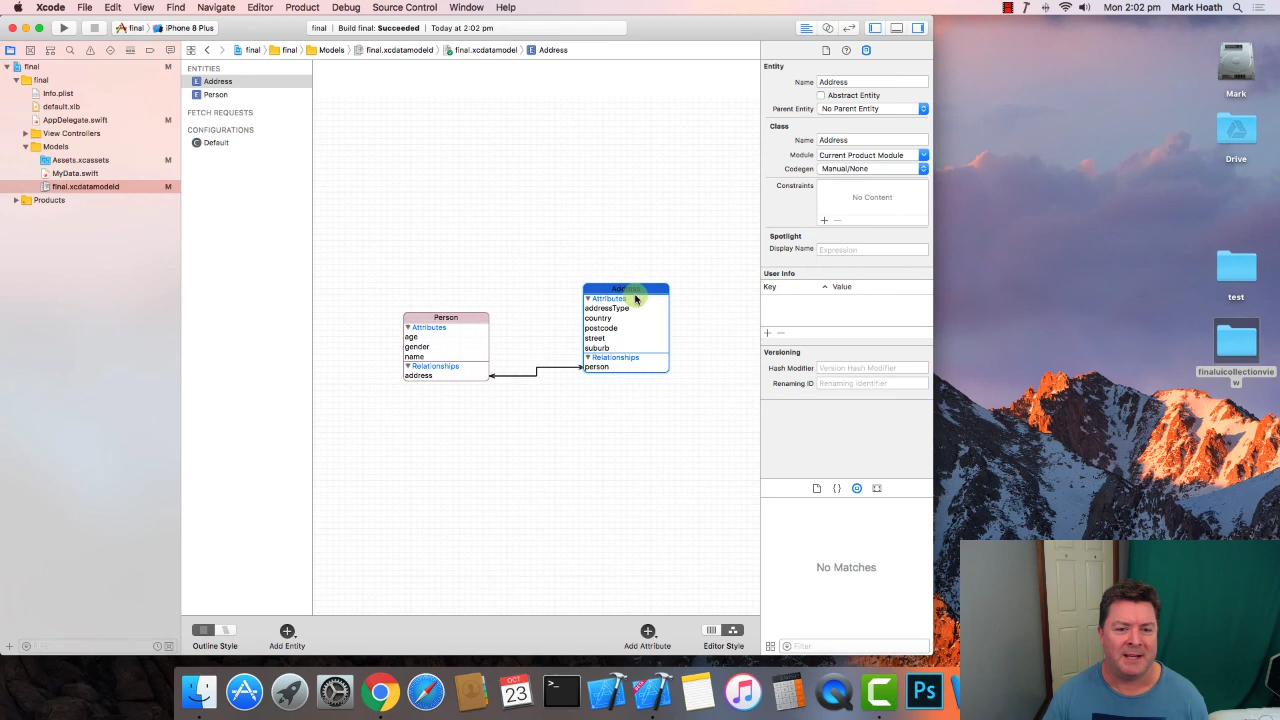 Xcode File Edit View Find Navigate Editor Product Debug Source Control Window Help
Mon 2:02 pm Mark Hoath
final iPhone 8 Plus
final Build final: Succeeded Today at 2:02 pm
final final Models final.xcdatamodeld final.xcdatamodel Address
final M
final
Info.plist
default.xib
AppDelegate.swift M
View Controllers
Models
Assets.xcassets M
MyData.swift
final.xcdatamodeld M
Products
ENTITIES
E Address
E Person
FETCH REQUESTS
CONFIGURATIONS
C Default
Person
Attributes
age
gender
name
Relationships
address
Attributes
addressType
country
postcode
street
suburb
Relationships
person
Outline Style
Add Entity
Add Attribute
Editor Style
Entity
Name Address
Abstract Entity
Parent Entity No Parent Entity
Class
Name Address
Module Current Product Module
Codegen Manual/None
Constraints
No Content
Spotlight
Display Name Expression
User Info
Key Value
Versioning
Hash Modifier Version Hash Modifier
Renaming ID Renaming Identifier
No Matches
Filter
Mark
Drive
test
finaluicollectionvie
w
OCT
23
Ps